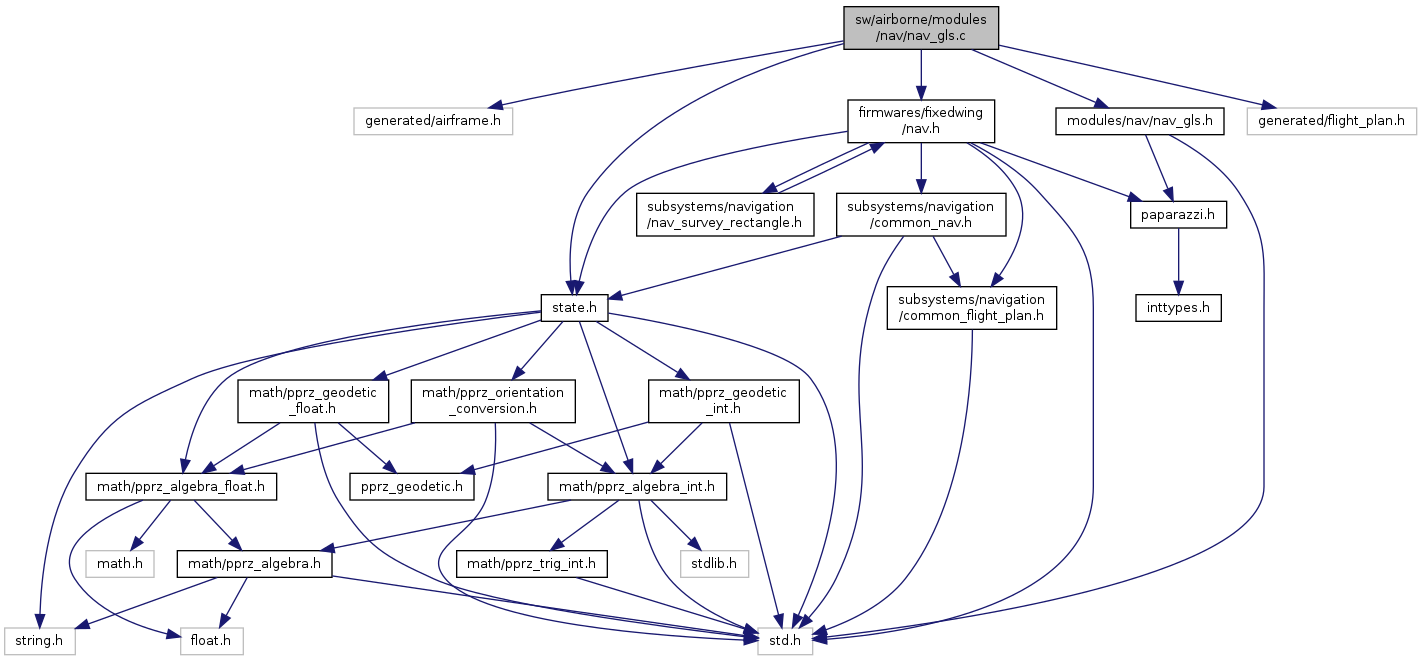 sw/airborne/modules
/nav/nav_gls.c
generated/airframe.h
firmwares/fixedwing
/nav.h
modules/nav/nav_gls.h
generated/flight_plan.h
subsystems/navigation
/nav_survey_rectangle.h
subsystems/navigation
/common_nav.h
paparazzi.h
state.h
subsystems/navigation
/common_flight_plan.h
inttypes.h
math/pprz_geodetic
_float.h
math/pprz_orientation
_conversion.h
math/pprz_geodetic
_int.h
math/pprz_algebra_float.h
pprz_geodetic.h
math/pprz_algebra_int.h
math.h
math/pprz_algebra.h
math/pprz_trig_int.h
stdlib.h
string.h
float.h
std.h